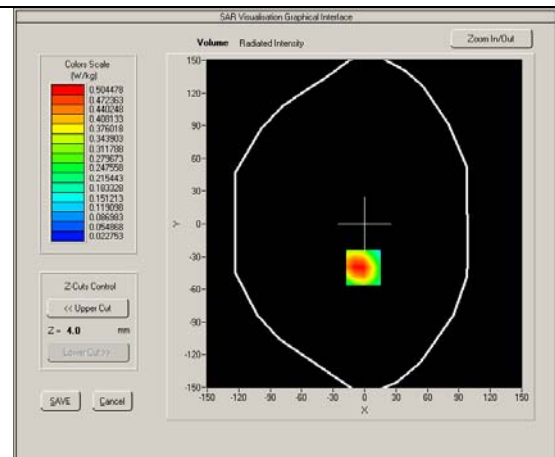 SAR Visualisation Graphical Interface
Volume Radiated Intensity
Zoom In/Out
Colors Scale
(W/kg)
0.504478
0.472363
0.440248
0.408133
0.376018
0.343903
0.311788
0.279673
0.247558
0.215443
0.183328
0.151213
0.119098
0.086983
0.054868
0.022753
Z-Cuts Control
<< Upper Cut
Z = 4.0 mm
Lower Cut >>
SAVE Cancel
150
120
90
60
30
0
-30
-60
-90
-120
-150
Y
-150 -120 -90 -60 -30 0 30 60 90 120 150
X